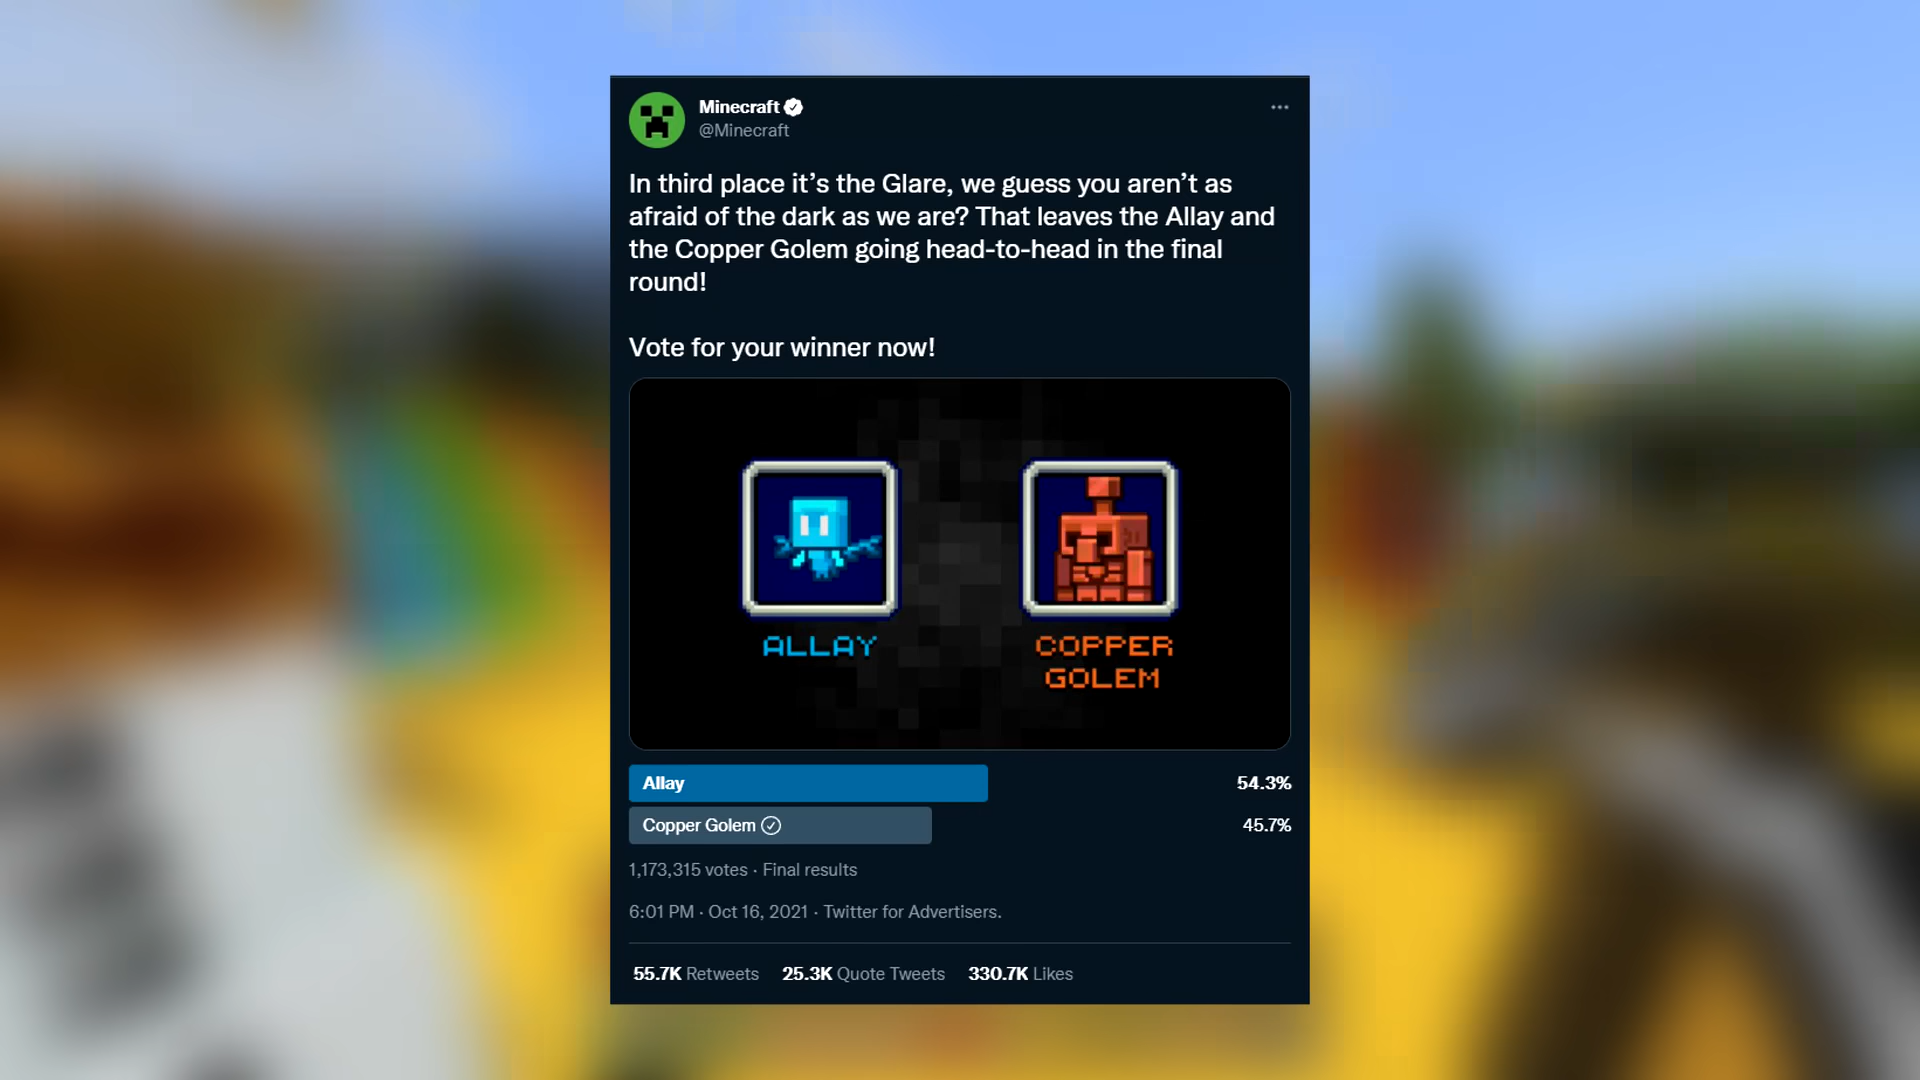 Minecraft
@Minecraft
In third place it’s the Glare, we guess you aren’t as
afraid of the dark as we are? That leaves the Allay and
the Copper Golem going head-to-head in the final
round!
Vote for your winner now!
ALLAY
COPPER
GOLEM
Allay 54.3%
Copper Golem 45.7%
1,173,315 votes · Final results
6:01 PM · Oct 16, 2021 · Twitter for Advertisers.
55.7K Retweets 25.3K Quote Tweets 330.7K Likes